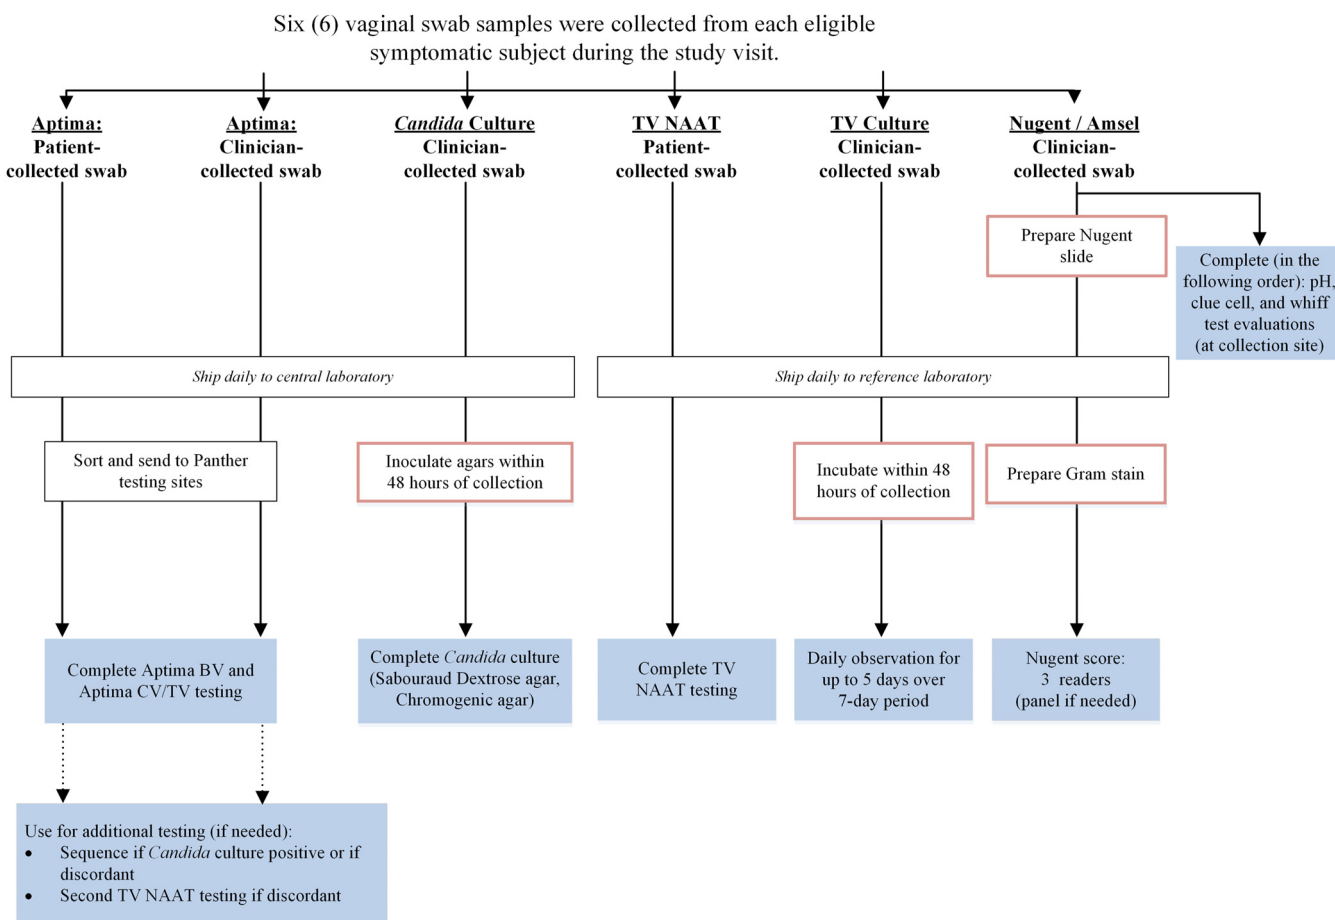 Six (6) vaginal swab samples were collected from each eligible
symptomatic subject during the study visit.
Aptima:
Patient-
collected swab
Aptima:
Clinician-
collected swab
Candida Culture
Clinician-
collected swab
TV NAAT
Patient-
collected swab
TV Culture
Clinician-
collected swab
Nugent / Amsel
Clinician-
collected swab
Prepare Nugent
slide
Complete (in the
following order): pH,
clue cell, and whiff
test evaluations
(at collection site)
Ship daily to central laboratory
Ship daily to reference laboratory
Sort and send to Panther
testing sites
Inoculate agars within
48 hours of collection
Incubate within 48
hours of collection
Prepare Gram stain
Complete Aptima BV and
Aptima CV/TV testing
Complete Candida culture
(Sabouraud Dextrose agar,
Chromogenic agar)
Complete TV
NAAT testing
Daily observation for
up to 5 days over
7-day period
Nugent score:
3 readers
(panel if needed)
Use for additional testing (if needed):
• Sequence if Candida culture positive or if
discordant
• Second TV NAAT testing if discordant